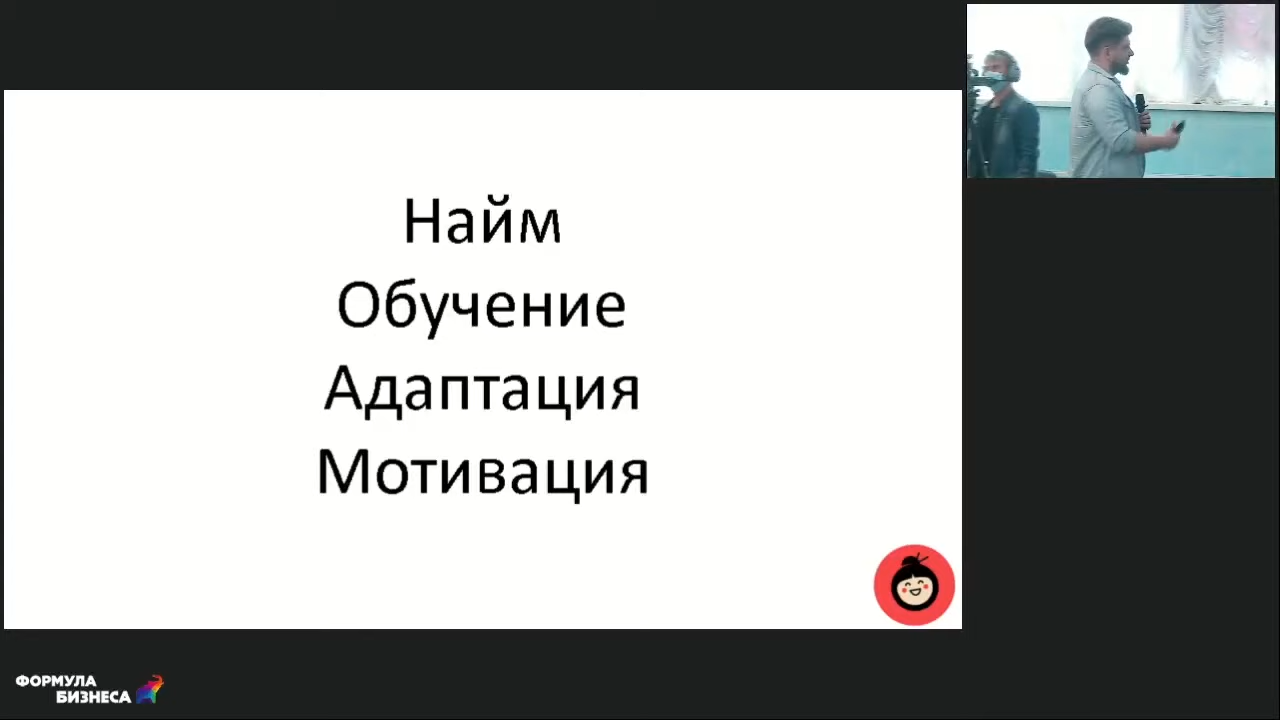 Найм
Обучение
Адаптация
Мотивация
ФОРМУЛА
БИЗНЕСА